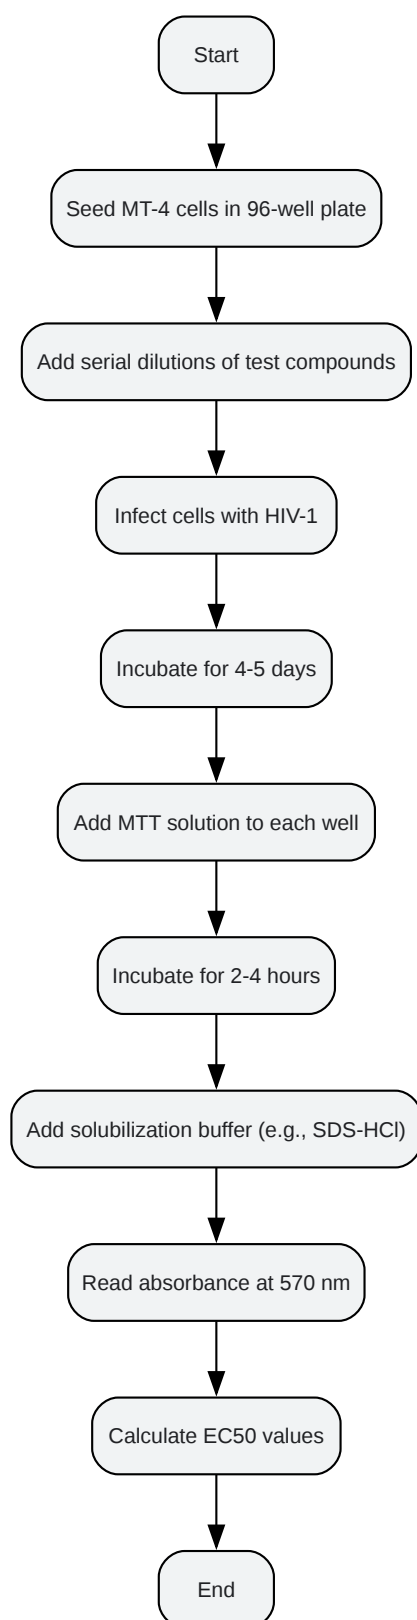 Start
Seed MT-4 cells in 96-well plate
Add serial dilutions of test compounds
Infect cells with HIV-1
Incubate for 4-5 days
Add MTT solution to each well
Incubate for 2-4 hours
Add solubilization buffer (e.g., SDS-HCl)
Read absorbance at 570 nm
Calculate EC50 values
End